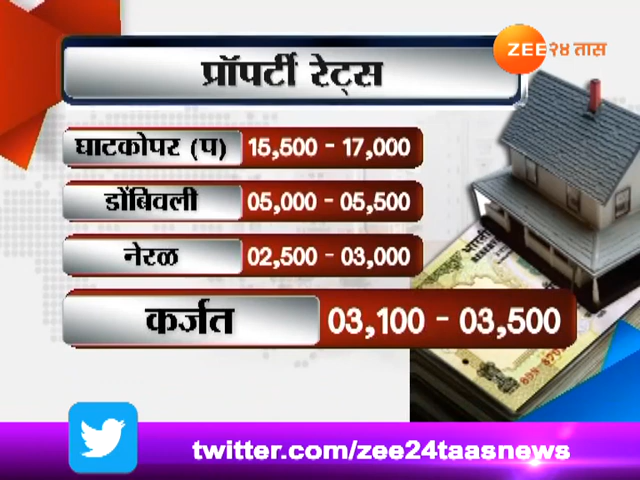 ZEE २४ तास
प्रॉपर्टी रेट्स
घाटकोपर (प) 15,500 - 17,000
डोंबिवली 05,000 - 05,500
नेरळ 02,500 - 03,000
कर्जत 03,100 - 03,500
twitter.com/zee24taasnews